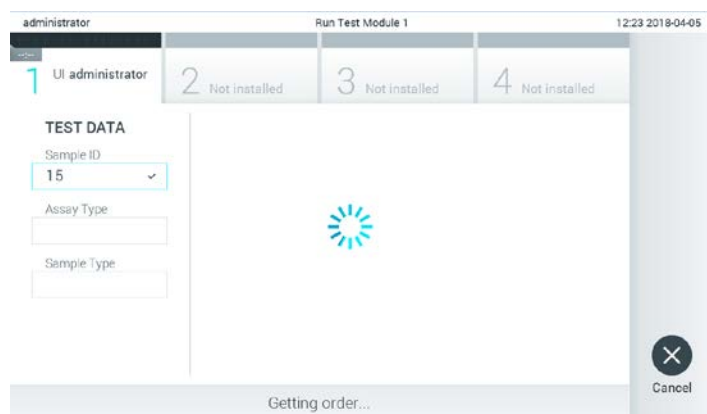 administrator Run Test Module 1 12:23 2018-04-05
1 UI administrator 2 Not installed 3 Not installed 4 Not installed
TEST DATA
Sample ID
15
Assay Type
Sample Type
Cancel
Getting order...